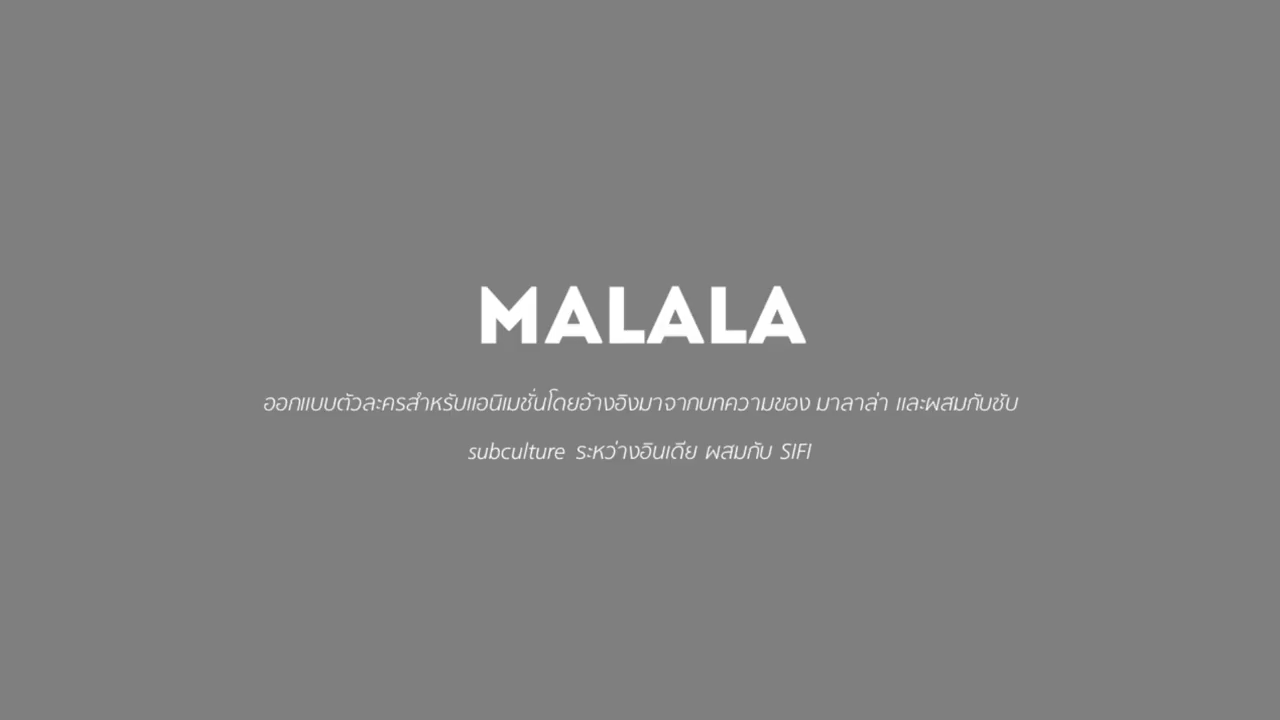 MALALA
ออกแบบตัวละครสำหรับแอนิเมชั่นโดยอ้างอิงมาจากบทความของ มาลาล่า และผสมกับซับ
subculture ระหว่างอินเดีย ผสมกับ SIFI